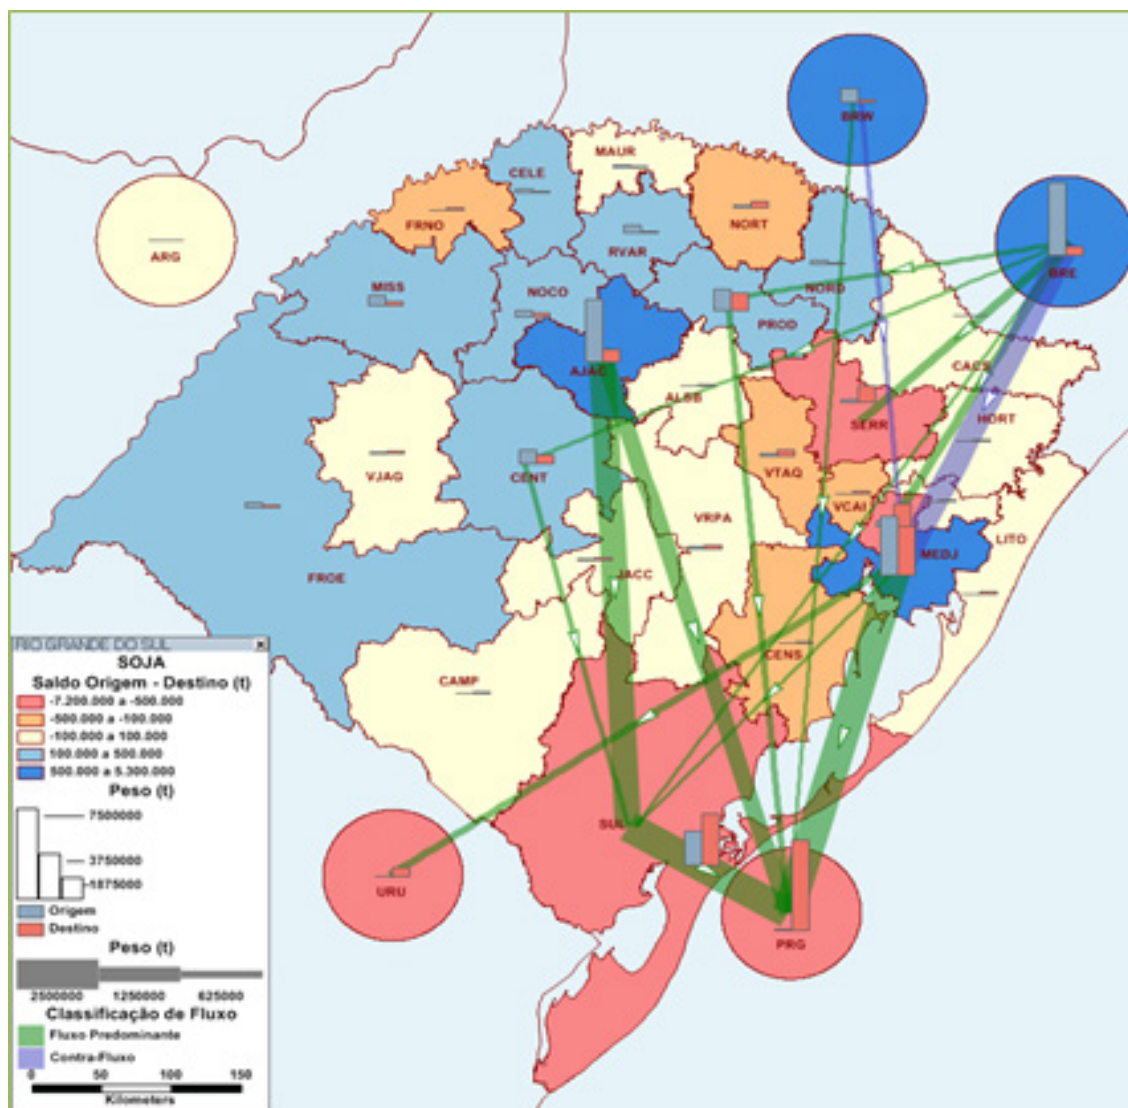 BRW
MAUR
CELE
FRNO
NORT
RVAR
ARG
BRE
MISS
NOCO
NORD
PROD
AJAC
CACS
ALSB
HORT
SERR
VJAG
CENT
VTAQ
VCAI
VRPA
MEDJ
LITO
FROE
JACC
CENS
CAMP
SUL
URU
PRG
RIO GRANDE DO SUL
SOJA
Saldo Origem - Destino (t)
-7.200.000 a -500.000
-500.000 a -100.000
-100.000 a 100.000
100.000 a 500.000
500.000 a 5.300.000
Peso (t)
7500000
3750000
1875000
Origem
Destino
Peso (t)
2500000 1250000 625000
Classificação de Fluxo
Fluxo Predominante
Contra-Fluxo
0 50 100 150
Kilometers